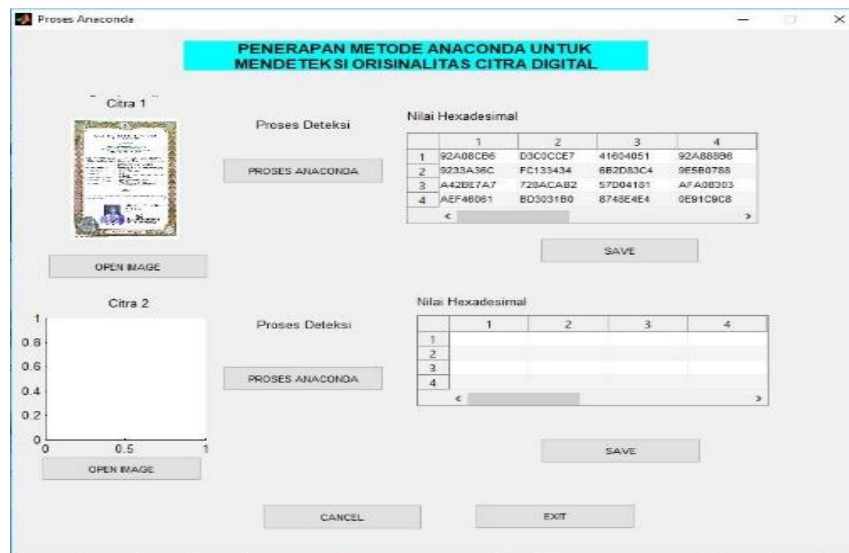 Proses Anaconda
PENERAPAN METODE ANACONDA UNTUK
MENDETEKSI ORISINALITAS CITRA DIGITAL
Citra 1
Proses Deteksi
PROSES ANACONDA
OPEN IMAGE
Nilai Hexadesimal
1 2 3 4
1 92A08CB6 D3C0CCE7 41604051 92A888B6
2 9233A36C FC133434 6B2D83C4 9E5B0788
3 A42BE7A7 728ACAB2 57D04181 AFA08303
4 AEF46061 BD3031B0 8748E4E4 0E91C9C8
SAVE
Citra 2
1
0.8
0.6
0.4
0.2
0
0 0.5 1
OPEN IMAGE
Proses Deteksi
PROSES ANACONDA
Nilai Hexadesimal
1 2 3 4
1
2
3
4
SAVE
CANCEL EXIT